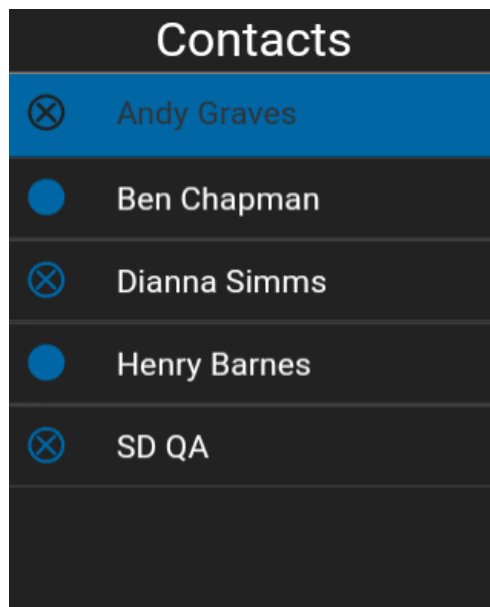 Contacts
Andy Graves
Ben Chapman
Dianna Simms
Henry Barnes
SD QA